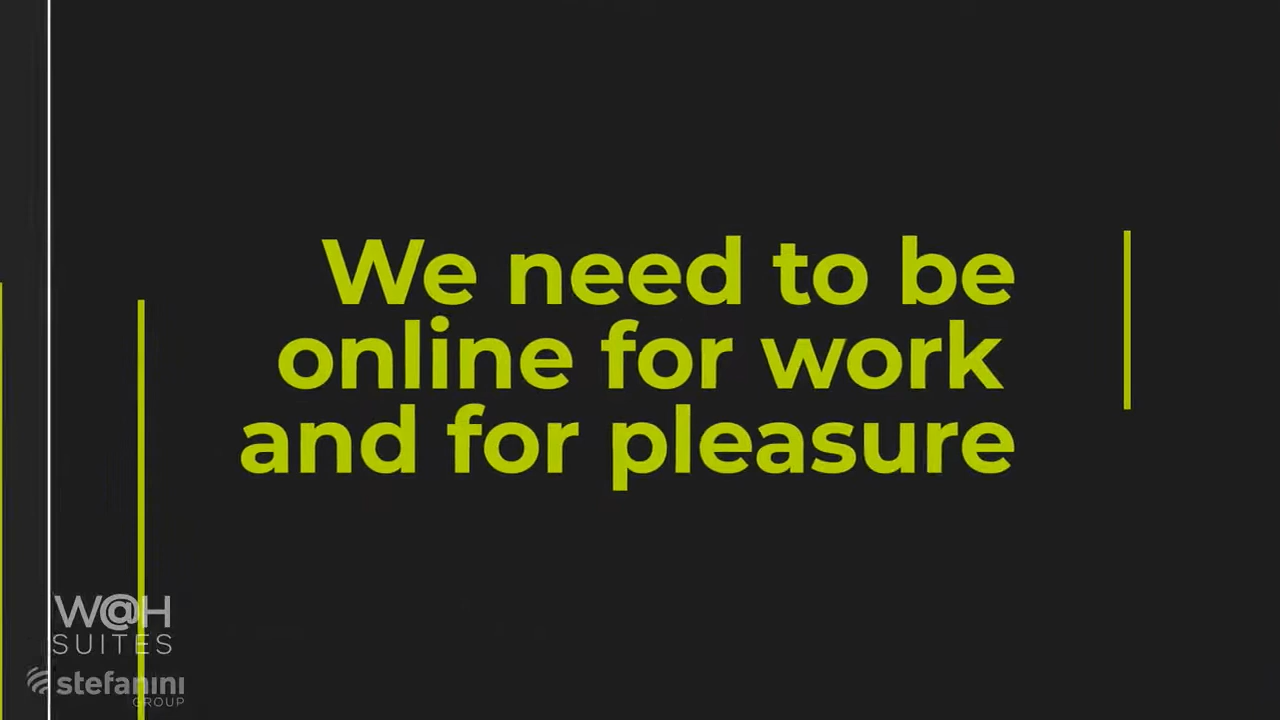 We need to be
online for work
and for pleasure
W@H
SUITES
stefanini
GROUP